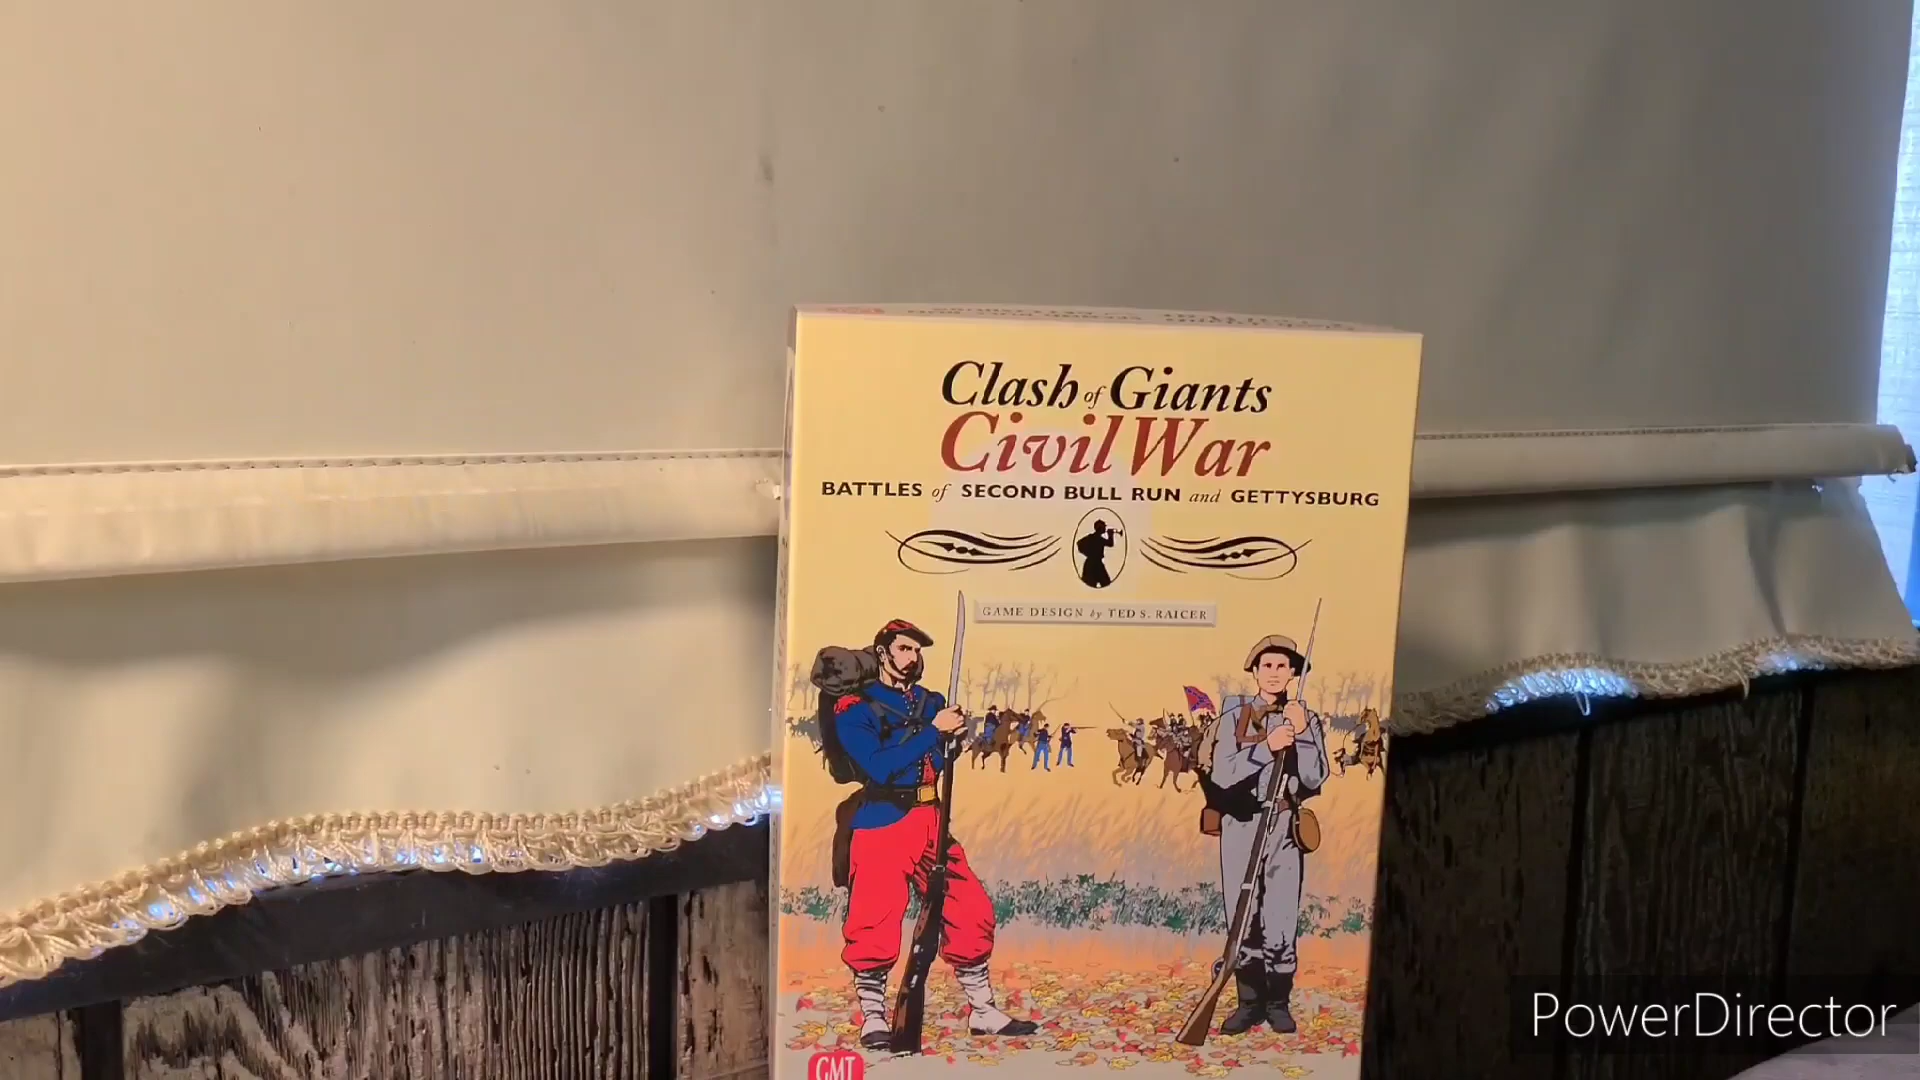 Clash of Giants
Civil War
BATTLES of SECOND BULL RUN and GETTYSBURG
GAME DESIGN by TED S. RAICER
GMT
PowerDirector